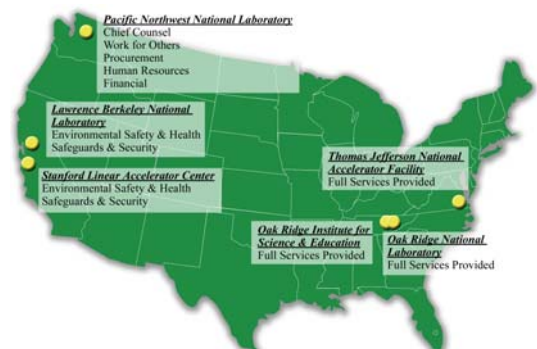 Pacific Northwest National Laboratory
Chief Counsel
Work for Others
Procurement
Human Resources
Financial
Lawrence Berkeley National
Laboratory
Environmental Safety & Health
Safeguards & Security
Stanford Linear Accelerator Center
Environmental Safety & Health
Safeguards & Security
Thomas Jefferson National
Accelerator Facility
Full Services Provided
Oak Ridge Institute for
Science & Education
Full Services Provided
Oak Ridge National
Laboratory
Full Services Provided